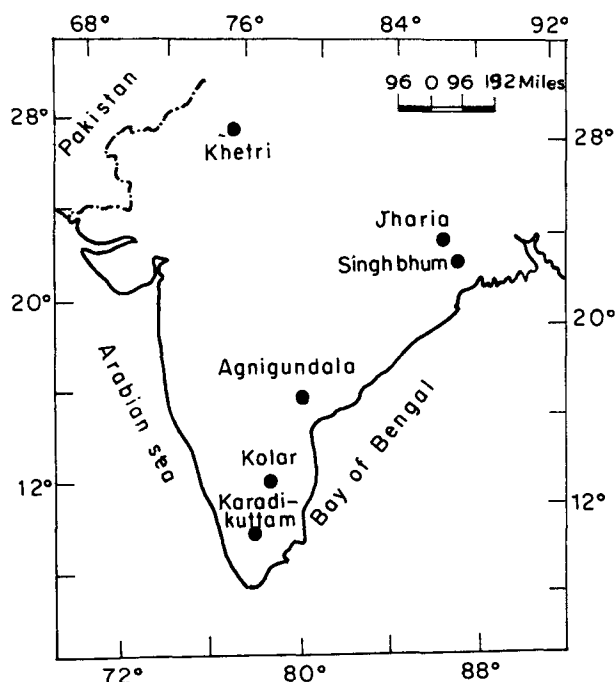 68° 76° 84° 92°
96 0 96 192 Miles
Pakistan
28° 28°
Khetri
Jharia
Singhbhum
20° 20°
Arabian sea
Agnigundala
Bay of Bengal
Kolar
12° 12°
Karadi-
kuttam
72° 80° 88°